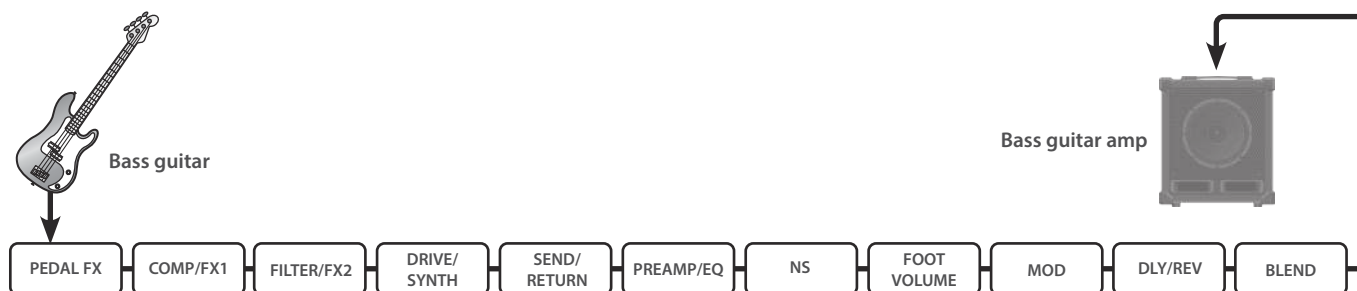 Bass guitar
Bass guitar amp
PEDAL FX
COMP/FX1
FILTER/FX2
DRIVE/
SYNTH
SEND/
RETURN
PREAMP/EQ
NS
FOOT
VOLUME
MOD
DLY/REV
BLEND